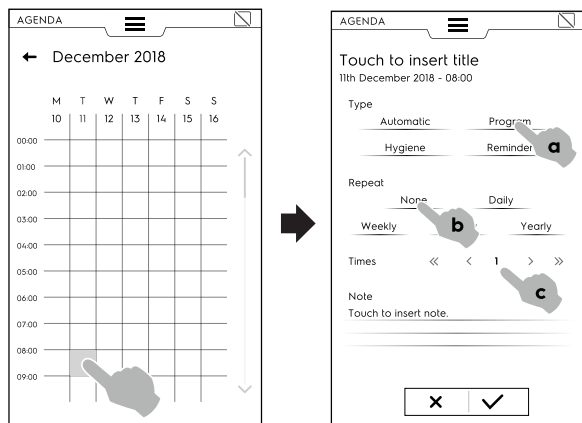 AGENDA
← December 2018
M T W T F S S
10 11 12 13 14 15 16
00:00
01:00
02:00
03:00
04:00
05:00
06:00
07:00
08:00
09:00
AGENDA
Touch to insert title
11th December 2018 - 08:00
Type
Automatic Program
Hygiene Reminder
a
Repeat
None Daily
Weekly Yearly
b
Times « < 1 > »
c
Note
Touch to insert note.